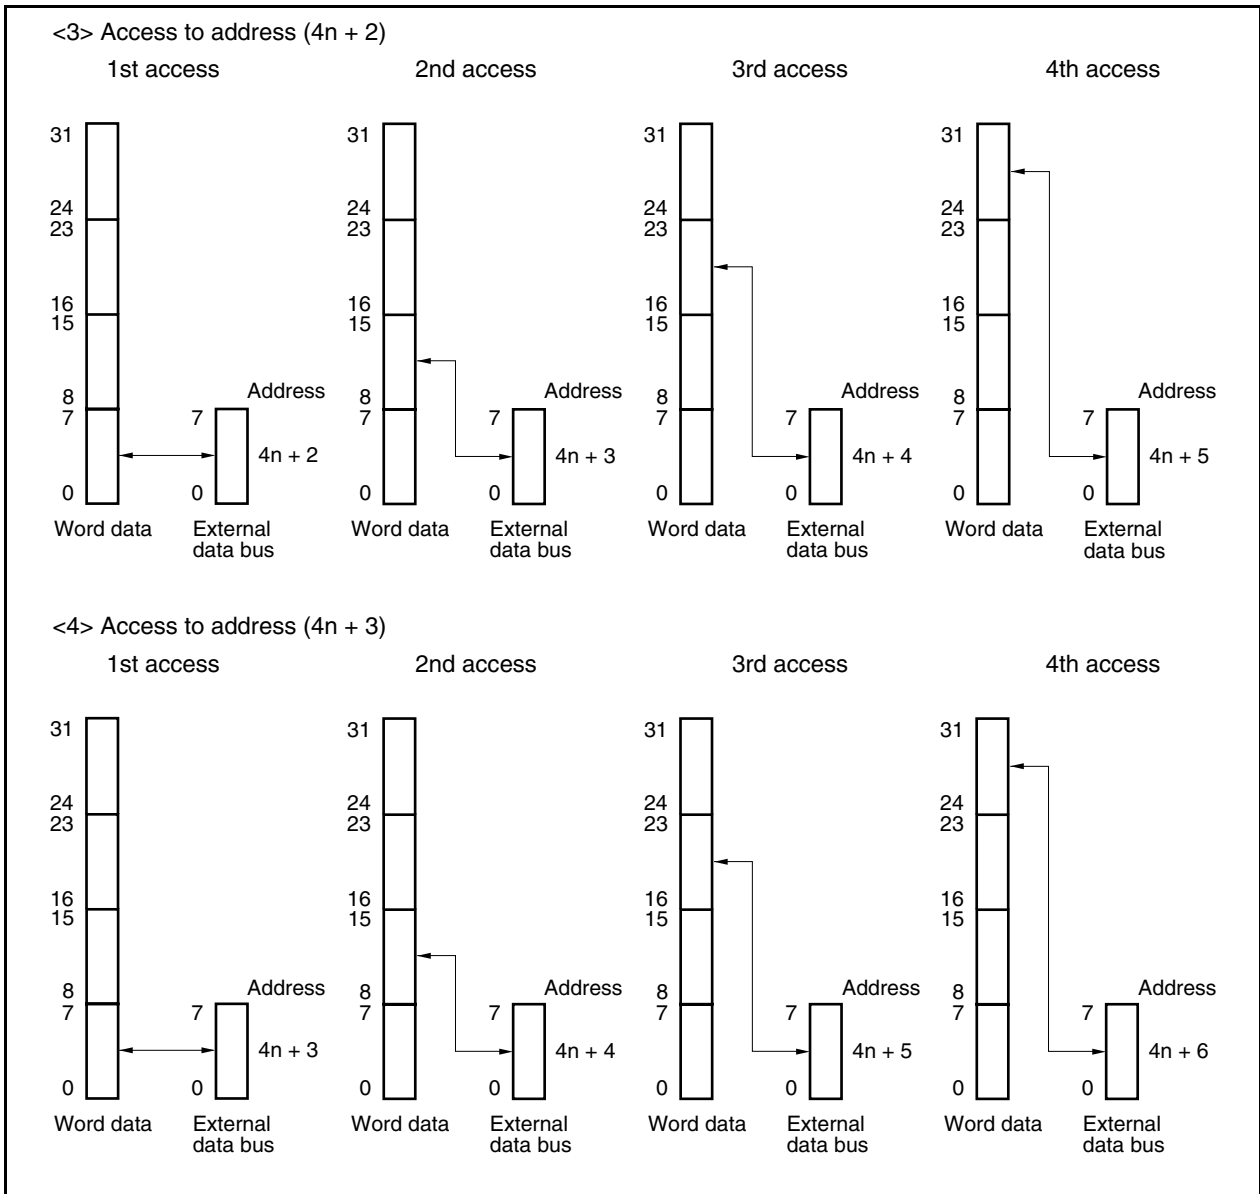 <3> Access to address (4n + 2)
1st access
2nd access
3rd access
4th access
31
24
23
16
15
8
7
0
Word data
Address
7
4n + 2
0
External
data bus
31
24
23
16
15
8
7
0
Word data
Address
7
4n + 3
0
External
data bus
31
24
23
16
15
8
7
0
Word data
Address
7
4n + 4
0
External
data bus
31
24
23
16
15
8
7
0
Word data
Address
7
4n + 5
0
External
data bus
<4> Access to address (4n + 3)
1st access
2nd access
3rd access
4th access
31
24
23
16
15
8
7
0
Word data
Address
7
4n + 3
0
External
data bus
31
24
23
16
15
8
7
0
Word data
Address
7
4n + 4
0
External
data bus
31
24
23
16
15
8
7
0
Word data
Address
7
4n + 5
0
External
data bus
31
24
23
16
15
8
7
0
Word data
Address
7
4n + 6
0
External
data bus